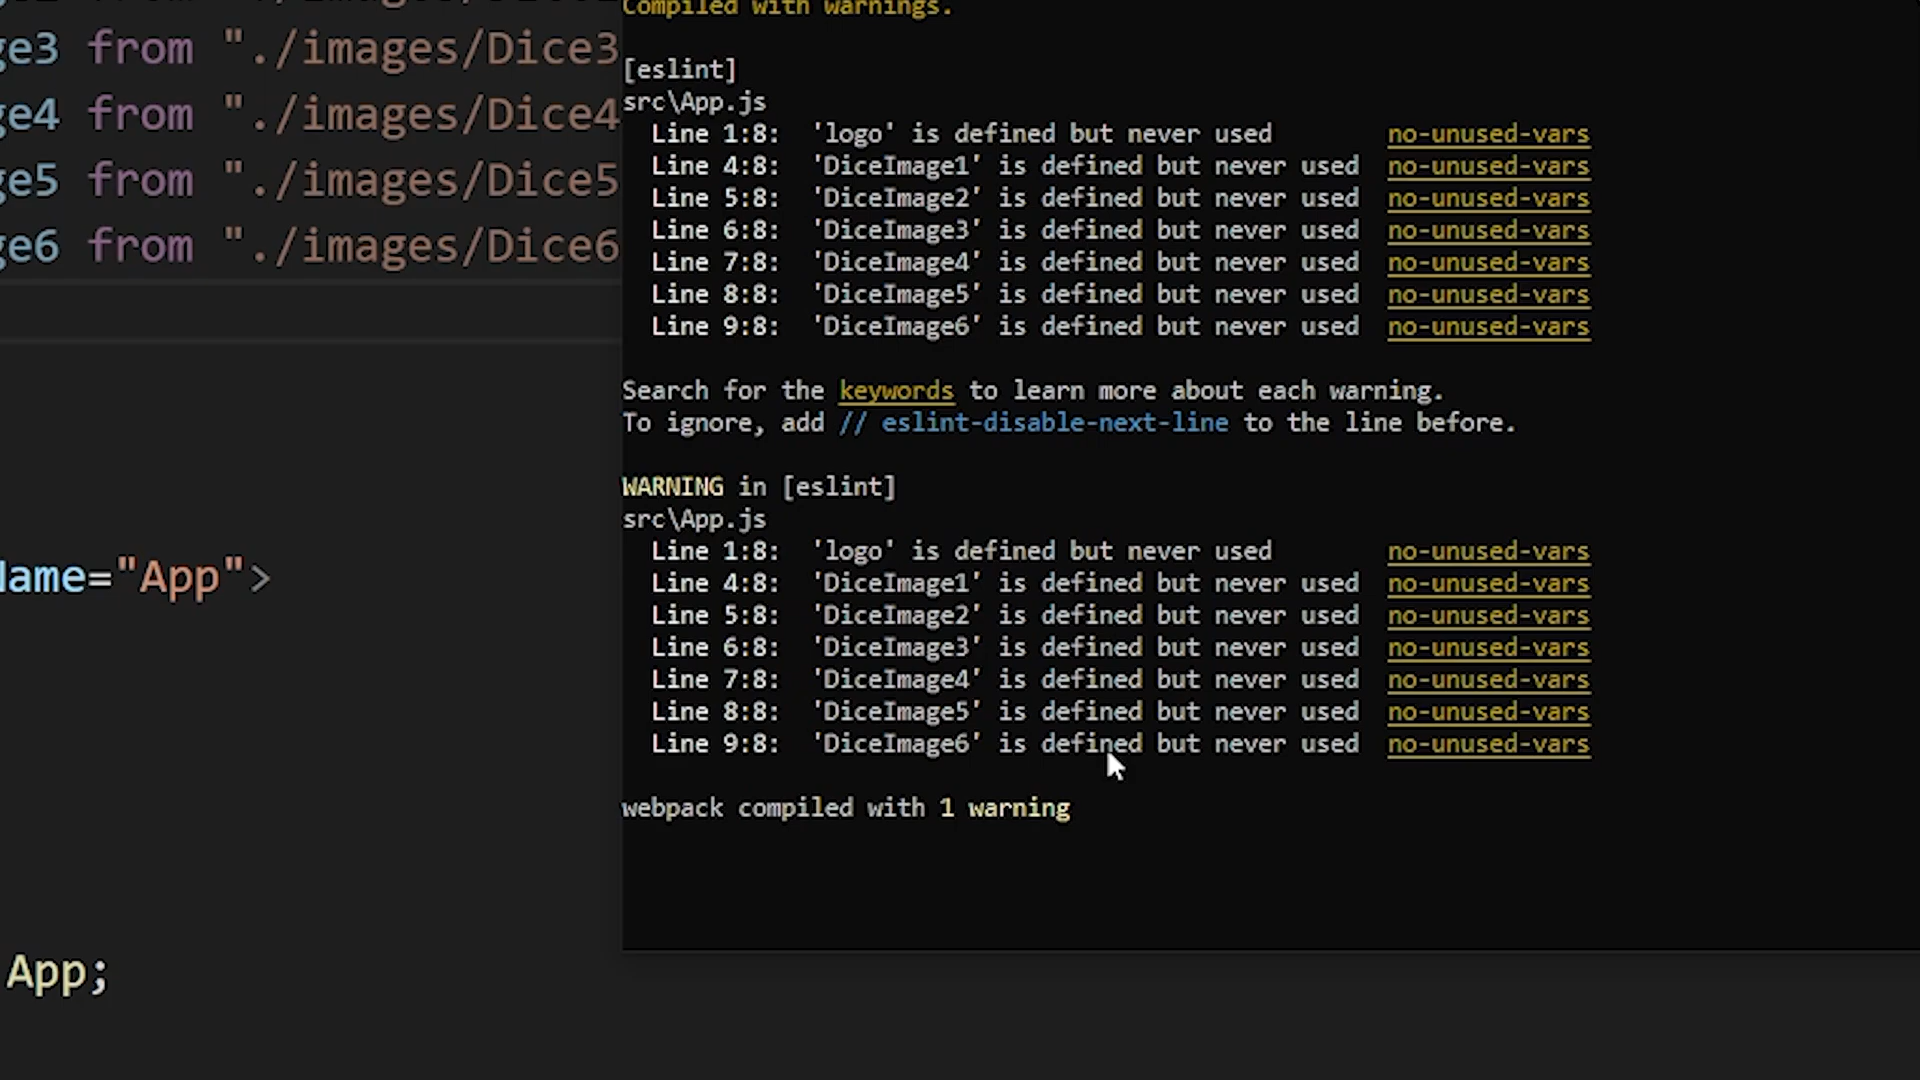 ge3 from "./images/Dice3
ge4 from "./images/Dice4
ge5 from "./images/Dice5
ge6 from "./images/Dice6
Name="App">
App;
Compiled with warnings.
[eslint]
src\App.js
Line 1:8: 'logo' is defined but never used no-unused-vars
Line 4:8: 'DiceImage1' is defined but never used no-unused-vars
Line 5:8: 'DiceImage2' is defined but never used no-unused-vars
Line 6:8: 'DiceImage3' is defined but never used no-unused-vars
Line 7:8: 'DiceImage4' is defined but never used no-unused-vars
Line 8:8: 'DiceImage5' is defined but never used no-unused-vars
Line 9:8: 'DiceImage6' is defined but never used no-unused-vars
Search for the keywords to learn more about each warning.
To ignore, add // eslint-disable-next-line to the line before.
WARNING in [eslint]
src\App.js
Line 1:8: 'logo' is defined but never used no-unused-vars
Line 4:8: 'DiceImage1' is defined but never used no-unused-vars
Line 5:8: 'DiceImage2' is defined but never used no-unused-vars
Line 6:8: 'DiceImage3' is defined but never used no-unused-vars
Line 7:8: 'DiceImage4' is defined but never used no-unused-vars
Line 8:8: 'DiceImage5' is defined but never used no-unused-vars
Line 9:8: 'DiceImage6' is defined but never used no-unused-vars
webpack compiled with 1 warning